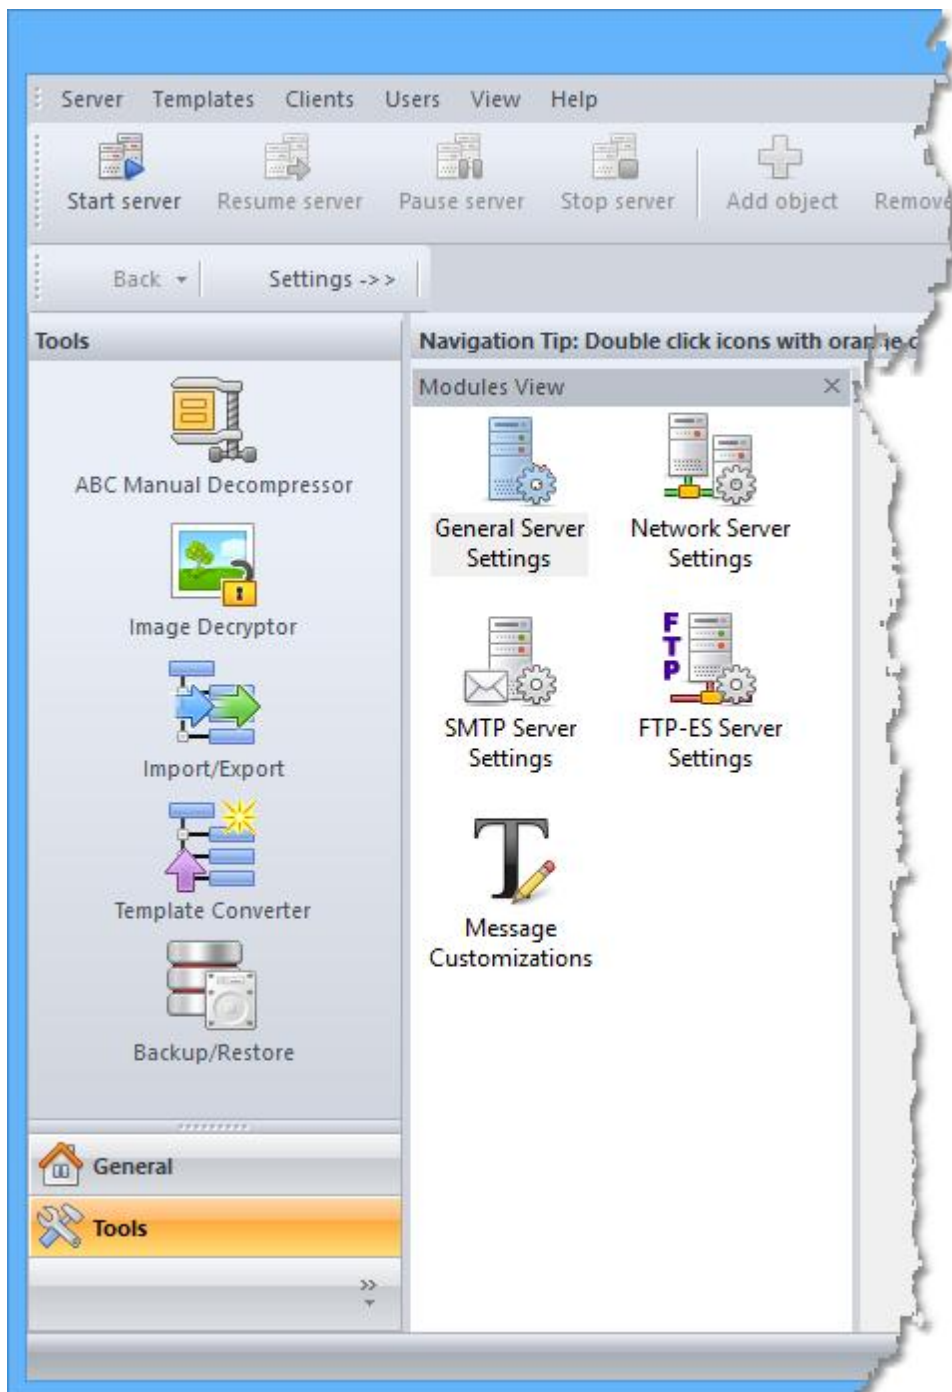 Server Templates Clients Users View Help
Start server Resume server Pause server Stop server Add object Remove
Back Settings ->>
Tools
ABC Manual Decompressor
Image Decryptor
Import/Export
Template Converter
Backup/Restore
General
Tools
Navigation Tip: Double click icons with
Modules View
General Server
Settings
Network Server
Settings
SMTP Server
Settings
FTP
FTP-ES Server
Settings
Message
Customizations